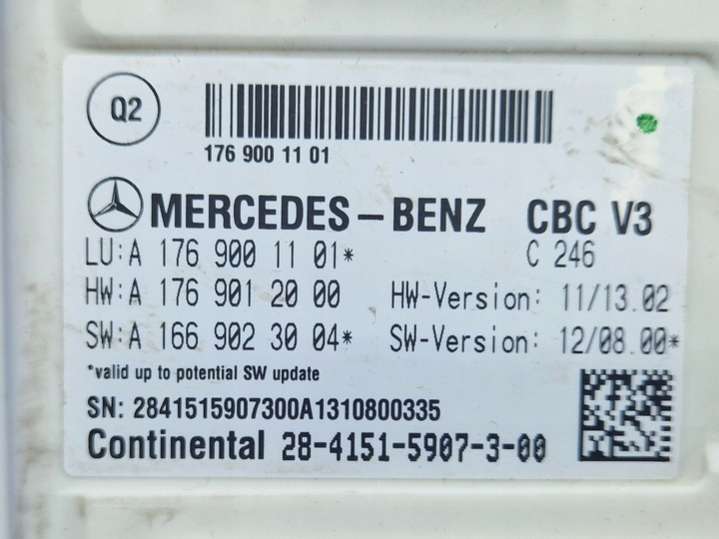 Q2
176 900 11 01
MERCEDES-BENZ CBC V3
LU:A 176 900 11 01* C 246
HW:A 176 901 20 00 HW-Version: 11/13.02
SW:A 166 902 30 04* SW-Version: 12/08.00*
*valid up to potential SW update
SN: 2841515907300A1310800335
Continental 28-4151-5907-3-00